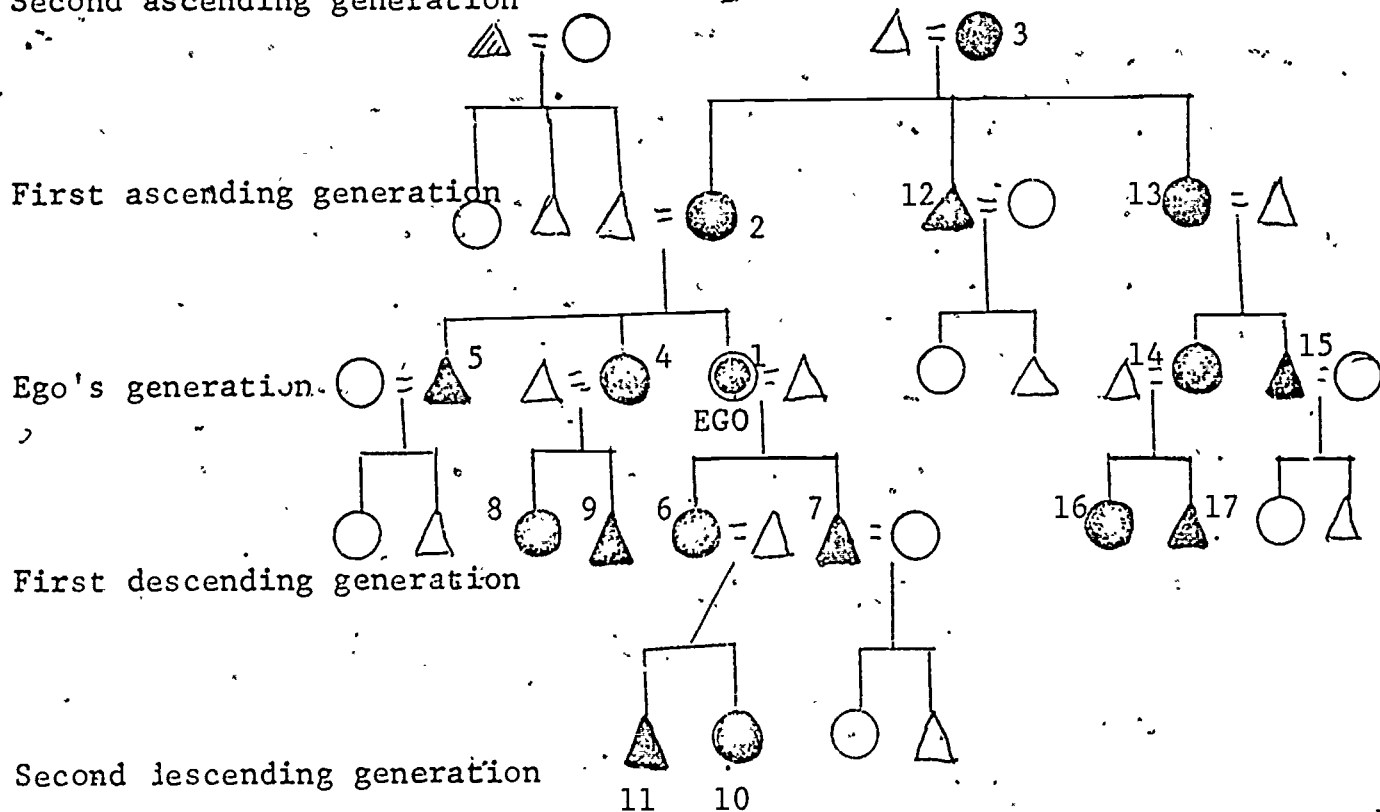 Second ascending generation
3
First ascending generation
12
13
2
5
4
1
14
15
Ego's generation
EGO
8
9
6
7
16
17
First descending generation
Second descending generation
11
10